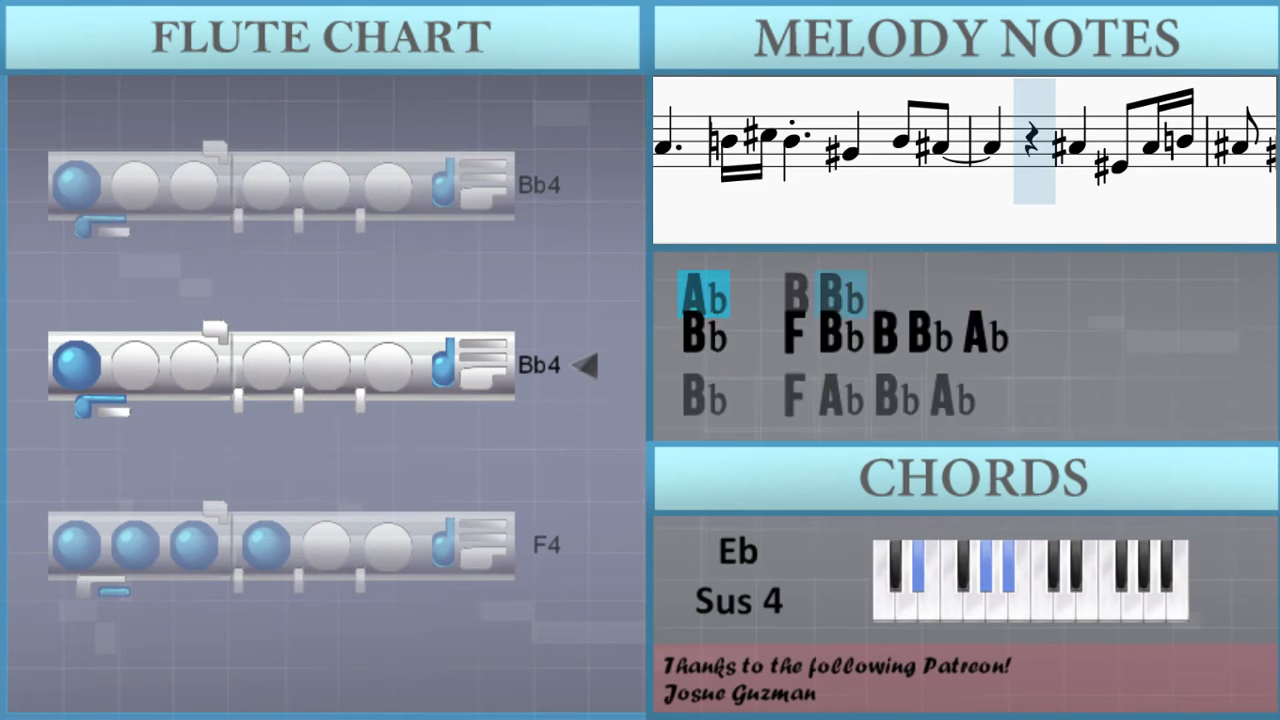 FLUTE CHART
Bb4
Bb4
F4
MELODY NOTES
Ab B Bb
Bb F Bb B Bb Ab
Bb F Ab Bb Ab
CHORDS
Eb
Sus 4
Thanks to the following Patreon!
Josue Guzman